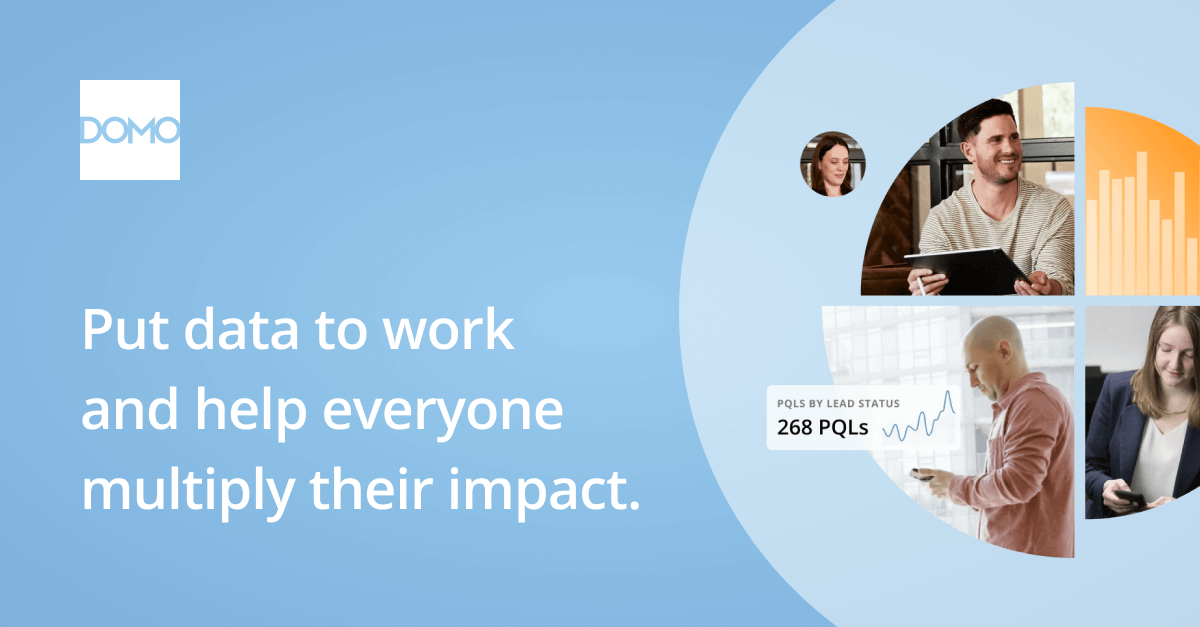 DOMO
Put data to work
and help everyone
multiply their impact.
PQLS BY LEAD STATUS
268 PQLs